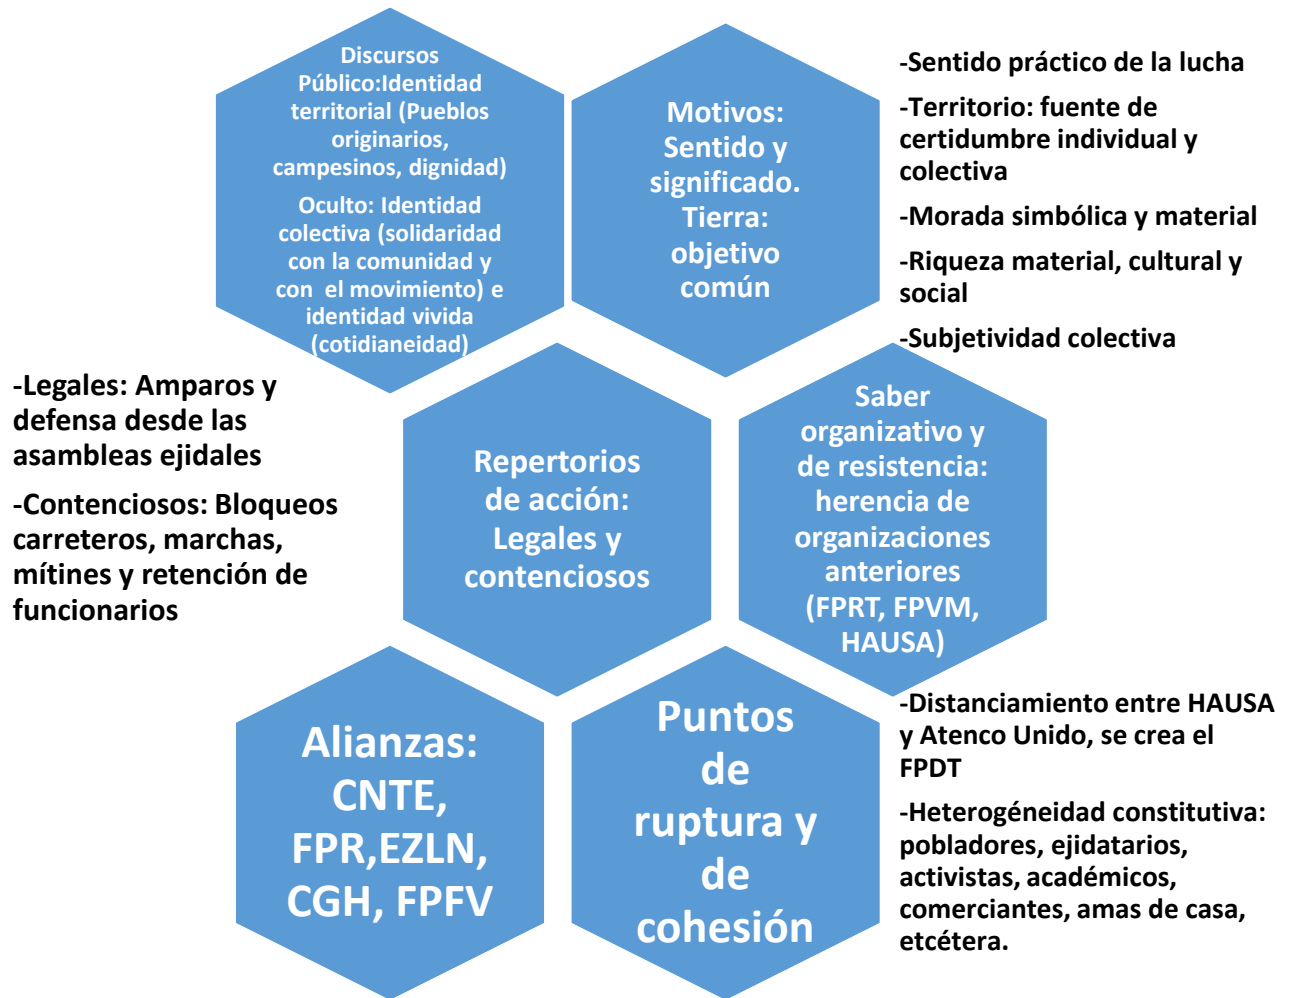 Discursos
Público:Identidad
territorial (Pueblos
originarios,
campesinos, dignidad)
Oculto: Identidad
colectiva (solidaridad
con la comunidad y
con el movimiento) e
identidad vivida
(cotidianeidad)
Motivos:
Sentido y
significado.
Tierra:
objetivo
común
-Sentido práctico de la lucha
-Territorio: fuente de
certidumbre individual y
colectiva
-Morada simbólica y material
-Riqueza material, cultural y
social
-Subjetividad colectiva
-Legales: Amparos y
defensa desde las
asambleas ejidales
-Contenciosos: Bloqueos
carreteros, marchas,
mítines y retención de
funcionarios
Repertorios
de acción:
Legales y
contenciosos
Saber
organizativo y
de resistencia:
herencia de
organizaciones
anteriores
(FPRT, FPVM,
HAUSA)
Alianzas:
CNTE,
FPR,EZLN,
CGH, FPFV
Puntos
de
ruptura y
de
cohesión
-Distanciamiento entre HAUSA
y Atenco Unido, se crea el
FPDT
-Heterogéneidad constitutiva:
pobladores, ejidatarios,
activistas, académicos,
comerciantes, amas de casa,
etcétera.